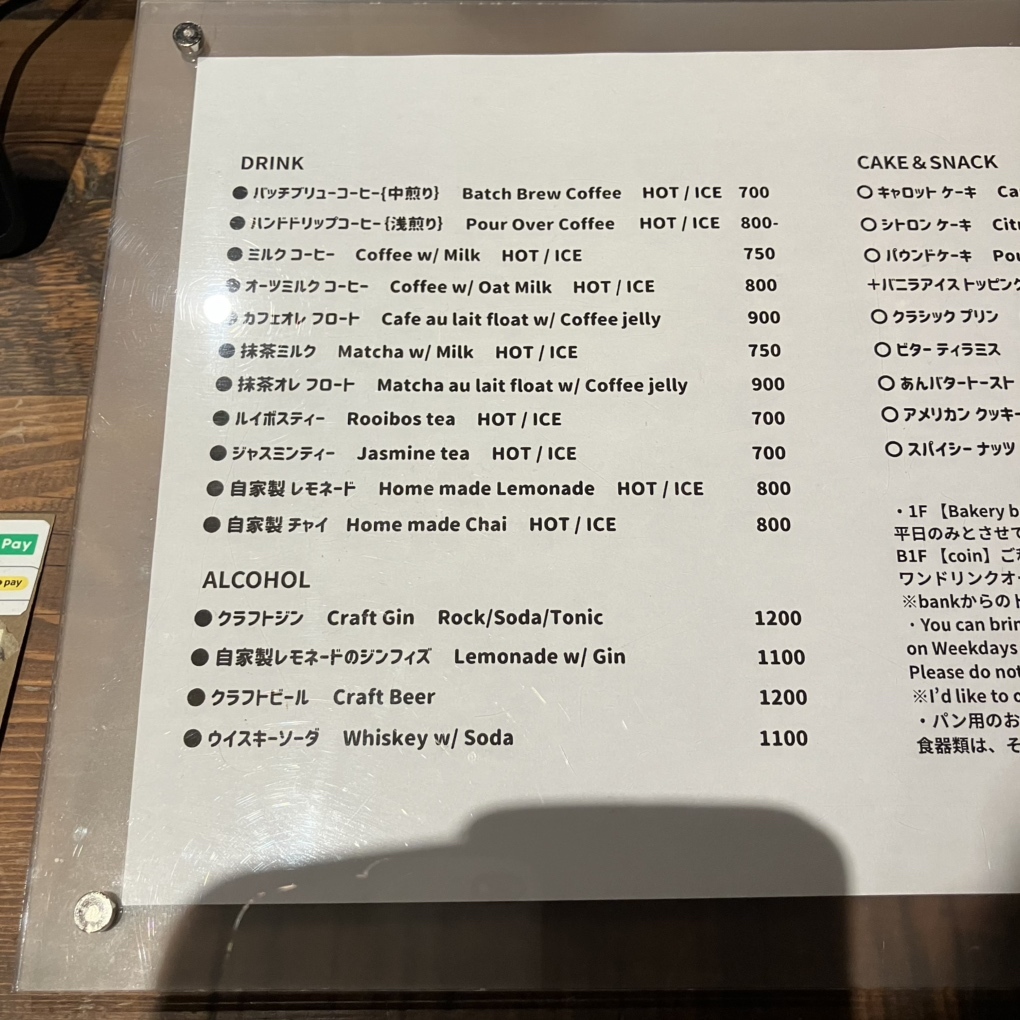 DRINK
● バッチブリューコーヒー{中煎り} Batch Brew Coffee HOT / ICE 700
● ハンドドリップコーヒー{浅煎り} Pour Over Coffee HOT / ICE 800-
● ミルク コーヒー Coffee w/ Milk HOT / ICE 750
● オーツミルク コーヒー Coffee w/ Oat Milk HOT / ICE 800
● カフェオレ フロート Cafe au lait float w/ Coffee jelly 900
● 抹茶ミルク Matcha w/ Milk HOT / ICE 750
● 抹茶オレ フロート Matcha au lait float w/ Coffee jelly 900
● ルイボスティー Rooibos tea HOT / ICE 700
● ジャスミンティー Jasmine tea HOT / ICE 700
● 自家製 レモネード Home made Lemonade HOT / ICE 800
● 自家製 チャイ Home made Chai HOT / ICE 800
ALCOHOL
● クラフトジン Craft Gin Rock/Soda/Tonic 1200
● 自家製レモネードのジンフィズ Lemonade w/ Gin 1100
● クラフトビール Craft Beer 1200
● ウイスキーソーダ Whiskey w/ Soda 1100
CAKE & SNACK
○ キャロット ケーキ Ca
○ シトロン ケーキ Cit
○ パウンドケーキ Pou
＋バニラアイス トッピング
○ クラシック プリン
○ ビター ティラミス
○ あんバタートースト
○ アメリカン クッキー
○ スパイシー ナッツ
・1F 【Bakery b
平日のみとさせて
B1F 【coin】ご
ワンドリンクオー
※bankからのド
・You can brin
on Weekdays
Please do not
※I'd like to
・パン用のお
食器類は、そ
Pay
pay